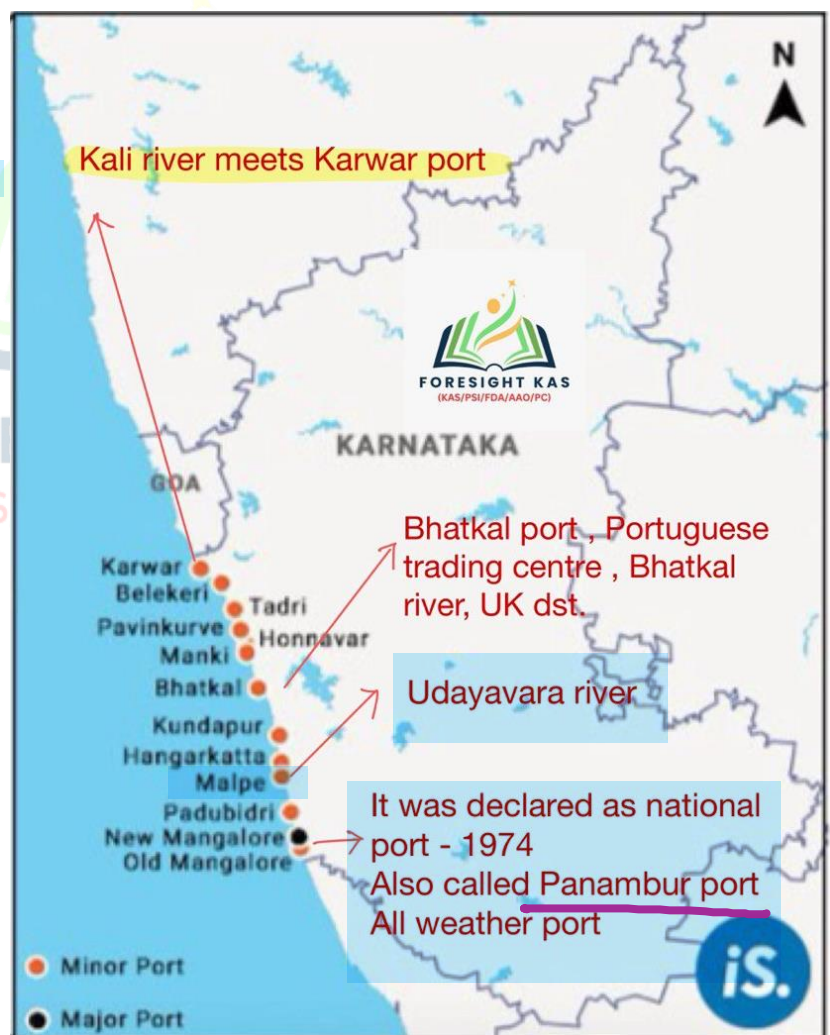 N
Kali river meets Karwar port
FORESIGHT KAS
(KAS/PSI/FDA/AAO/PC)
KARNATAKA
GOA
Bhatkal port , Portuguese
trading centre , Bhatkal
river, UK dst.
Karwar
Belekeri
Tadri
Pavinkurve
Honnavar
Manki
Bhatkal
Udayavara river
Kundapur
Hangarkatta
Malpe
Padubidri
New Mangalore
Old Mangalore
It was declared as national
port - 1974
Also called Panambur port
All weather port
Minor Port
Major Port
iS.